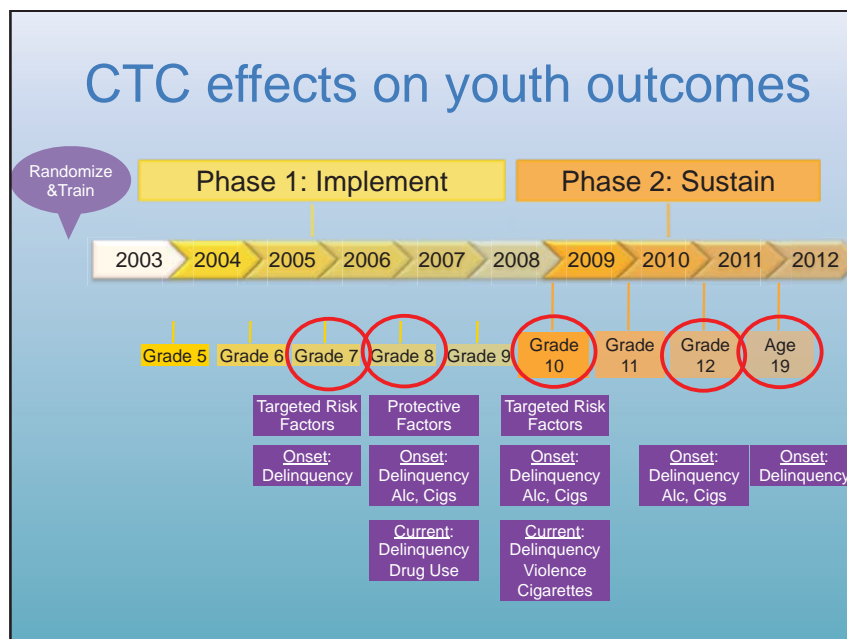 CTC effects on youth outcomes
Randomize
&Train
Phase 1: Implement
Phase 2: Sustain
2003 2004 2005 2006 2007 2008 2009 2010 2011 2012
Grade 5
Grade 6
Grade 7
Grade 8
Grade 9
Grade
10
Grade
11
Grade
12
Age
19
Targeted Risk
Factors
Onset:
Delinquency
Protective
Factors
Onset:
Delinquency
Alc, Cigs
Current:
Delinquency
Drug Use
Targeted Risk
Factors
Onset:
Delinquency
Alc, Cigs
Current:
Delinquency
Violence
Cigarettes
Onset:
Delinquency
Alc, Cigs
Onset:
Delinquency